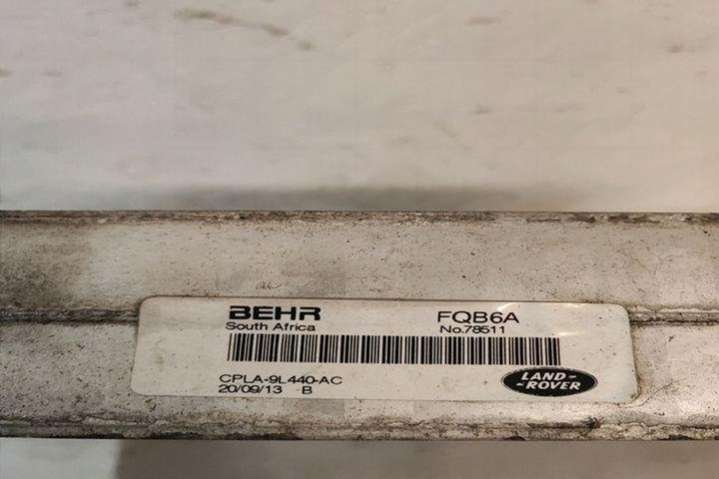 BEHR
South Africa
FQB6A
No.78511
CPLA-9L440-AC
20/09/13 B
LAND-
-ROVER